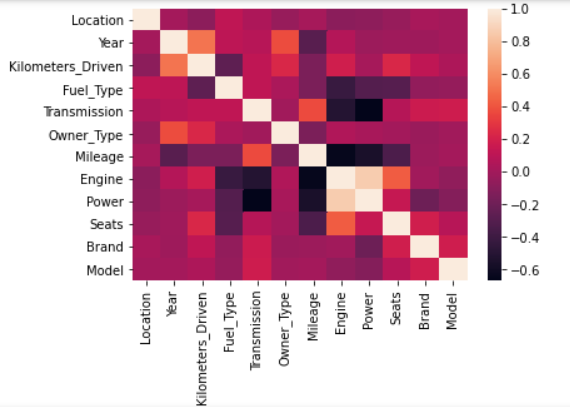 Location
Year
Kilometers_Driven
Fuel_Type
Transmission
Owner_Type
Mileage
Engine
Power
Seats
Brand
Model
Location
Year
Kilometers_Driven
Fuel_Type
Transmission
Owner_Type
Mileage
Engine
Power
Seats
Brand
Model
1.0
0.8
0.6
0.4
0.2
0.0
−0.2
−0.4
−0.6